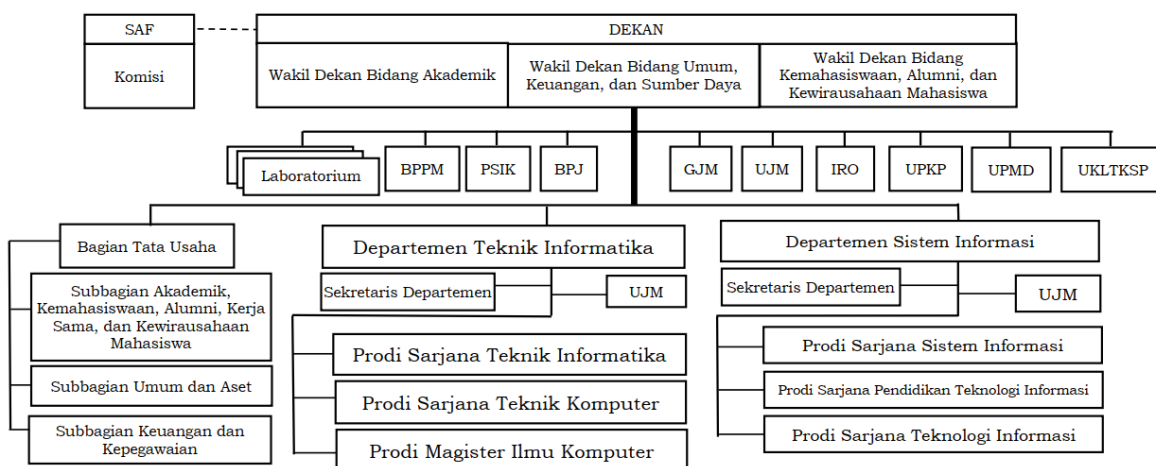 SAF
DEKAN
Komisi
Wakil Dekan Bidang Akademik
Wakil Dekan Bidang Umum,
Keuangan, dan Sumber Daya
Wakil Dekan Bidang
Kemahasiswaan, Alumni, dan
Kewirausahaan Mahasiswa
Laboratorium
BPPM
PSIK
BPJ
GJM
UJM
IRO
UPKP
UPMD
UKLTKSP
Bagian Tata Usaha
Subbagian Akademik,
Kemahasiswaan, Alumni, Kerja
Sama, dan Kewirausahaan
Mahasiswa
Subbagian Umum dan Aset
Subbagian Keuangan dan
Kepegawaian
Departemen Teknik Informatika
Sekretaris Departemen
UJM
Prodi Sarjana Teknik Informatika
Prodi Sarjana Teknik Komputer
Prodi Magister Ilmu Komputer
Departemen Sistem Informasi
Sekretaris Departemen
UJM
Prodi Sarjana Sistem Informasi
Prodi Sarjana Pendidikan Teknologi Informasi
Prodi Sarjana Teknologi Informasi